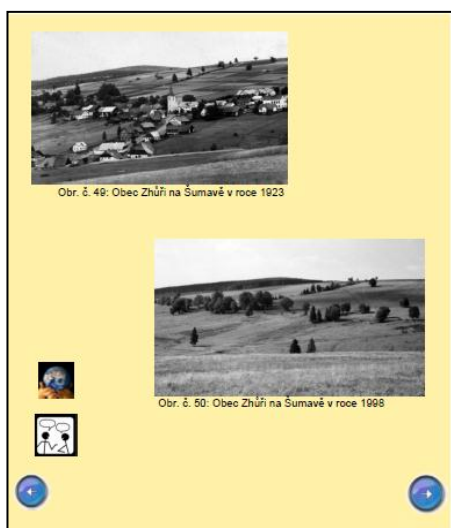 Obr. č. 49: Obec Zhůří na Šumavě v roce 1923
Obr. č. 50: Obec Zhůří na Šumavě v roce 1998